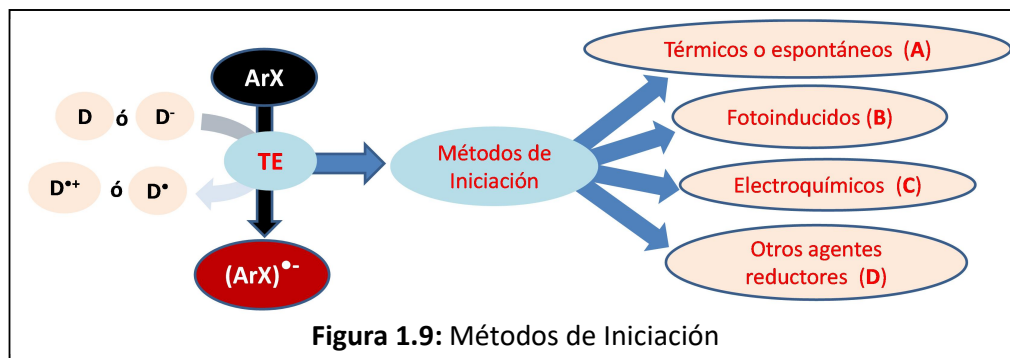 ArX
D ó D-
TE
D•+ ó D•
(ArX)•-
Métodos de
Iniciación
Térmicos o espontáneos (A)
Fotoinducidos (B)
Electroquímicos (C)
Otros agentes
reductores (D)
Figura 1.9: Métodos de Iniciación